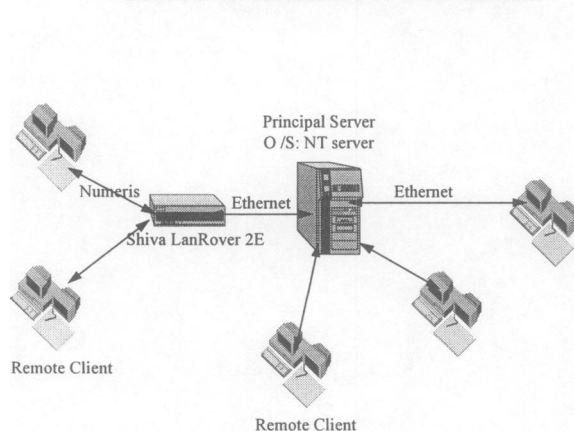 Principal Server
O /S: NT server
Numeris
Ethernet
Ethernet
Shiva LanRover 2E
Remote Client
Remote Client